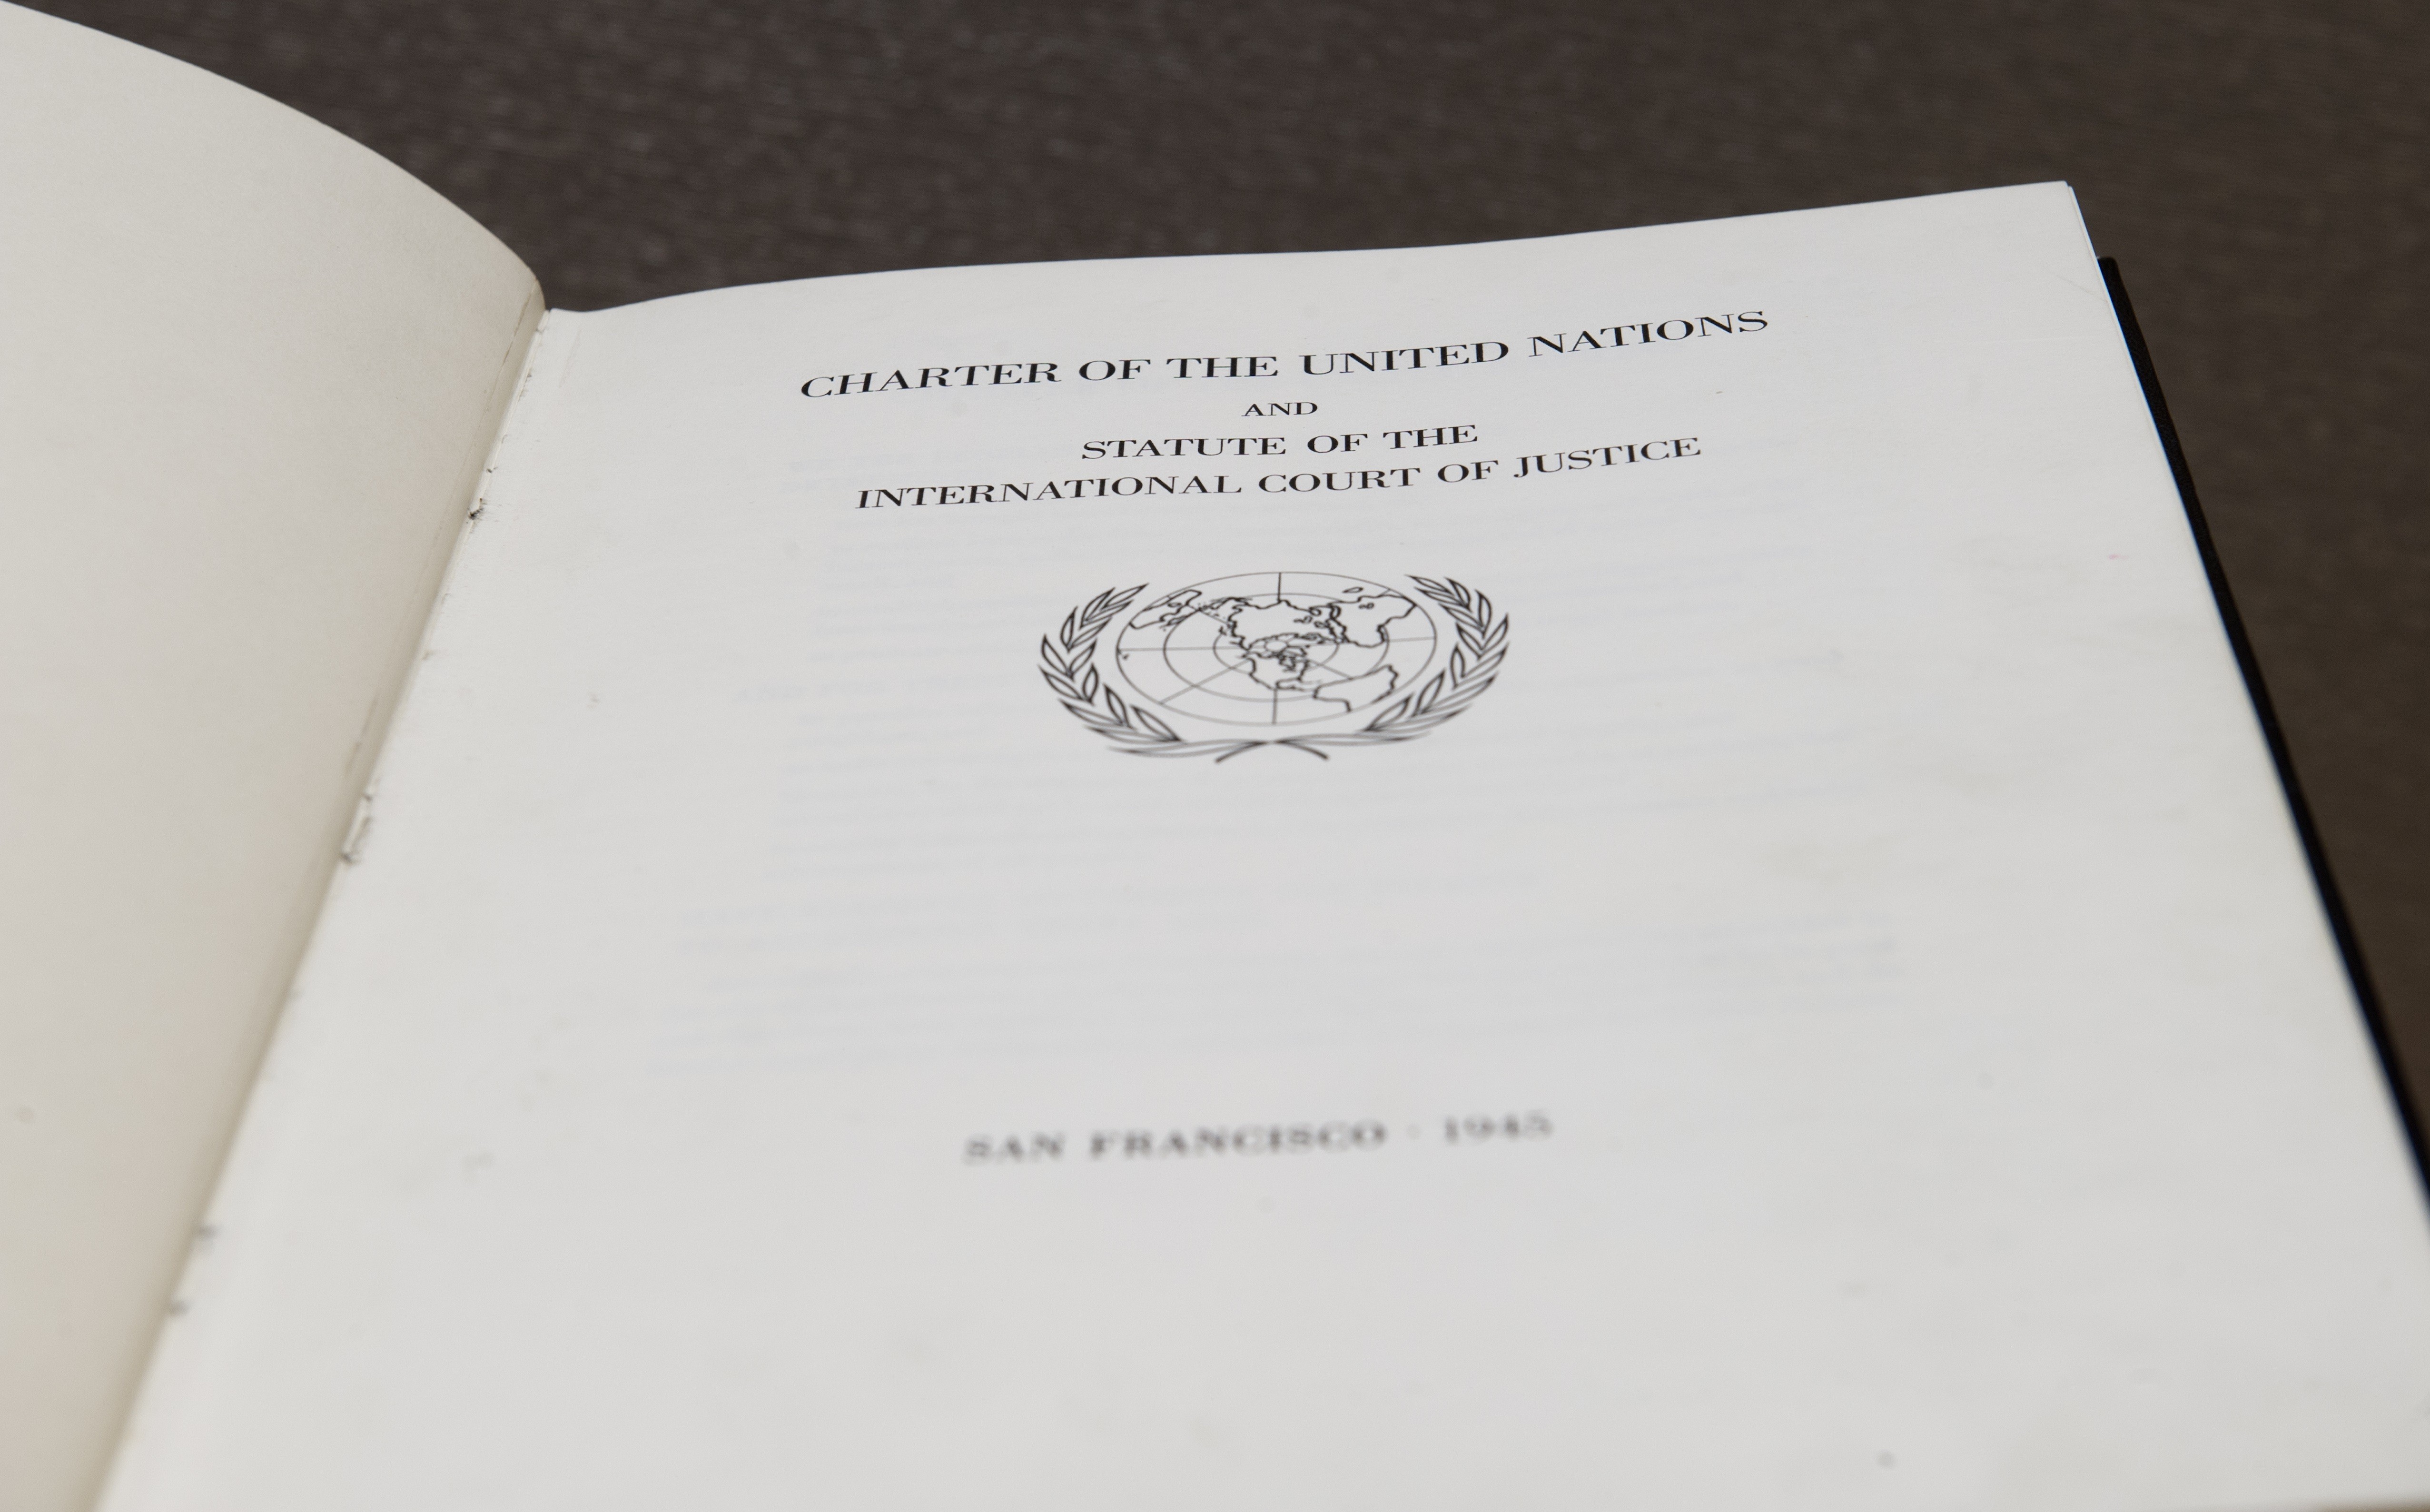 CHARTER OF THE UNITED NATIONS
AND
STATUTE OF THE
INTERNATIONAL COURT OF JUSTICE
SAN FRANCISCO · 1945